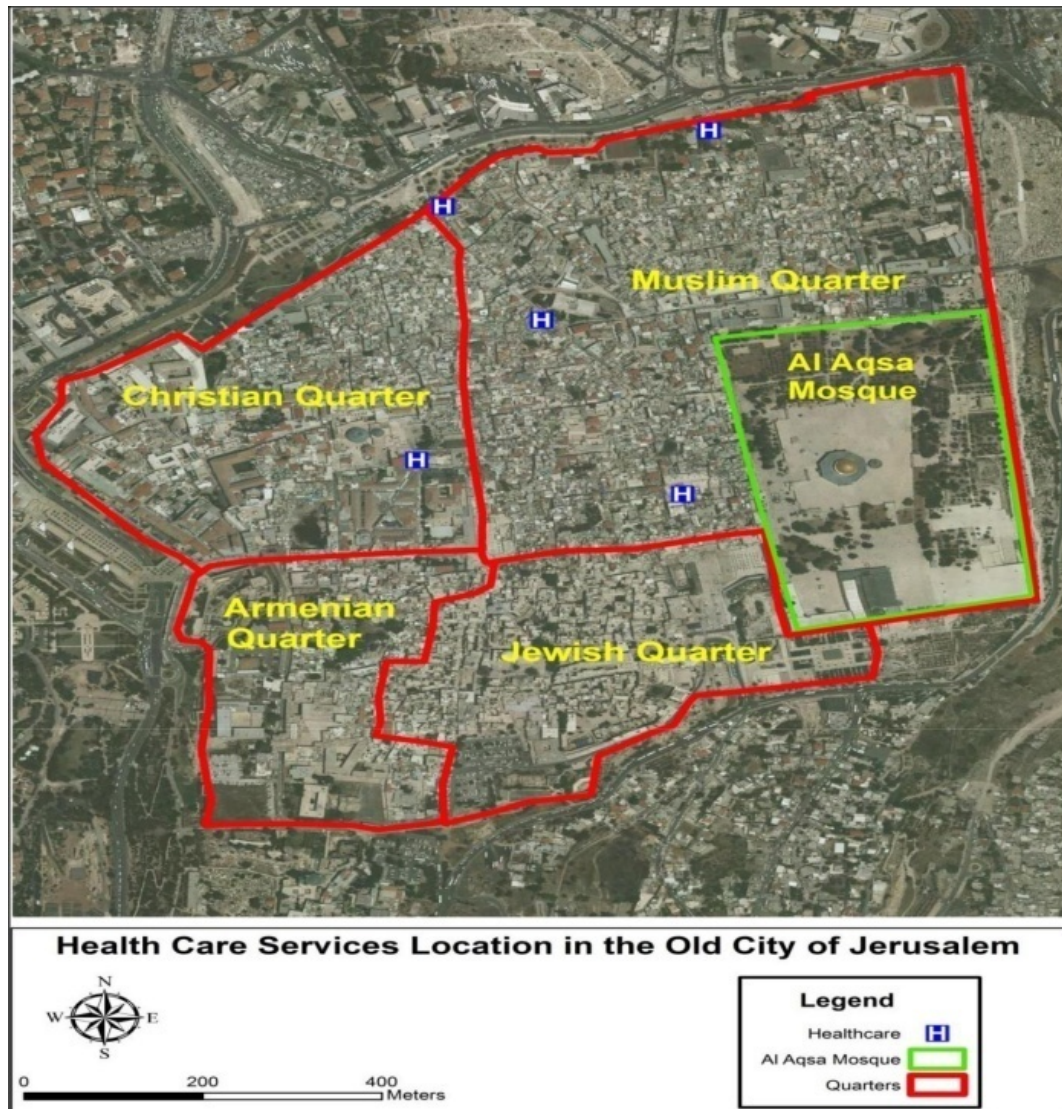 H
H
Muslim Quarter
H
Al Aqsa
Mosque
Christian Quarter
H
H
Armenian
Quarter
Jewish Quarter
Health Care Services Location in the Old City of Jerusalem
N
W E
S
Legend
Healthcare H
Al Aqsa Mosque
Quarters
0 200 400
Meters